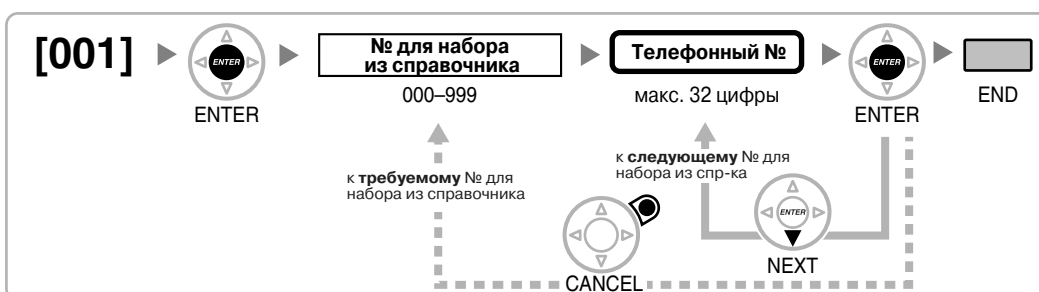 [001]
ENTER
ENTER
№ для набора
из справочника
000–999
Телефонный №
макс. 32 цифры
ENTER
ENTER
END
к требуемому № для
набора из справочника
к следующему № для
набора из спр-ка
CANCEL
ENTER
NEXT